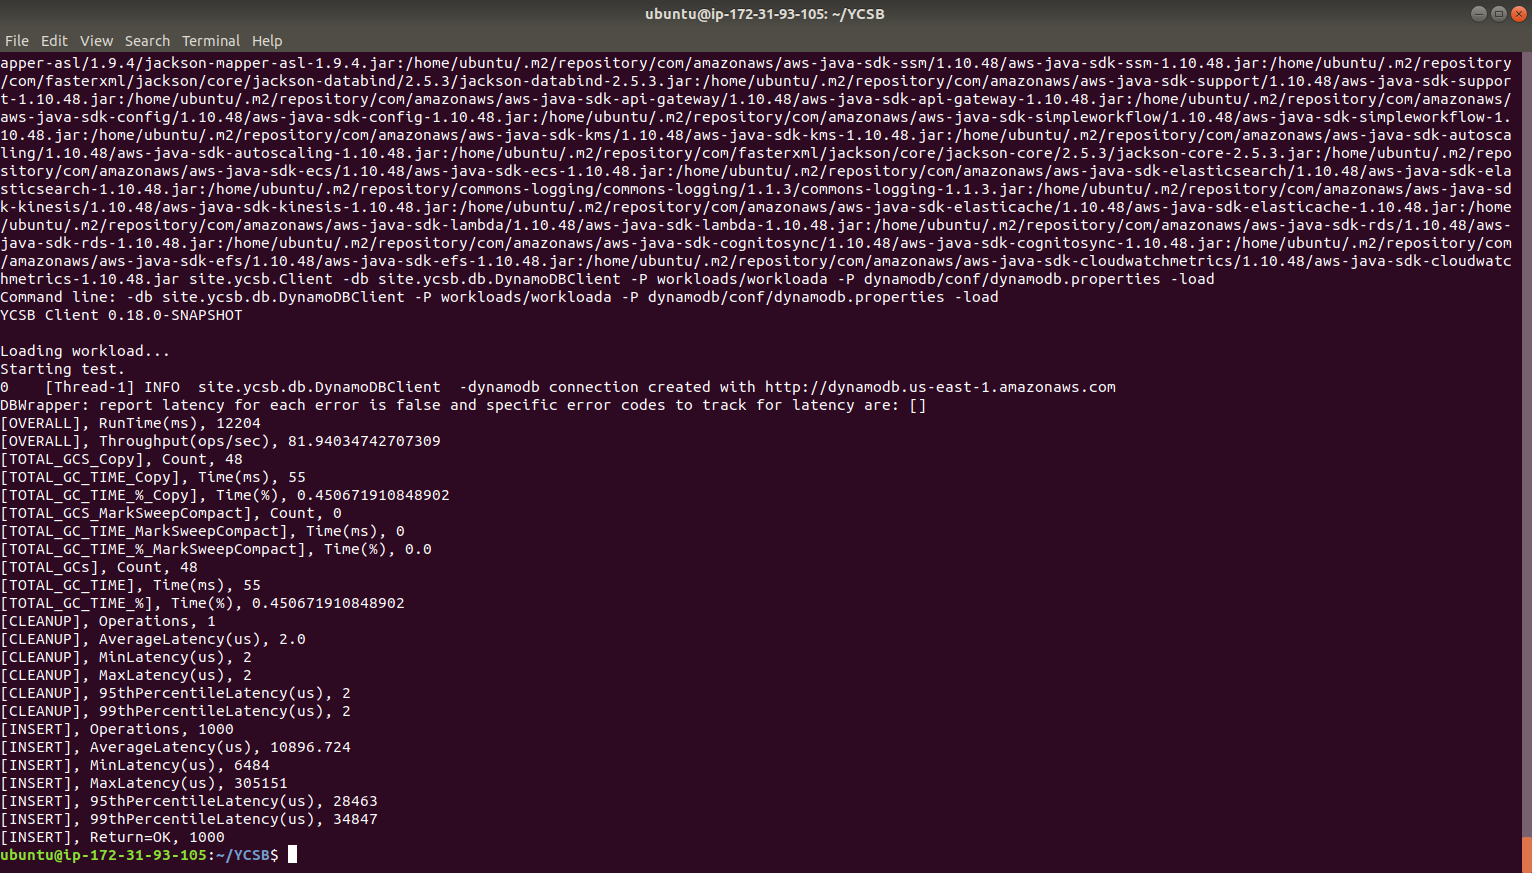 ubuntu@ip-172-31-93-105: ~/YCSB
File Edit View Search Terminal Help
apper-asl/1.9.4/jackson-mapper-asl-1.9.4.jar:/home/ubuntu/.m2/repository/com/amazonaws/aws-java-sdk-ssm/1.10.48/aws-java-sdk-ssm-1.10.48.jar:/home/ubuntu/.m2/repository
/com/fasterxml/jackson/core/jackson-databind/2.5.3/jackson-databind-2.5.3.jar:/home/ubuntu/.m2/repository/com/amazonaws/aws-java-sdk-support/1.10.48/aws-java-sdk-suppor
t-1.10.48.jar:/home/ubuntu/.m2/repository/com/amazonaws/aws-java-sdk-api-gateway/1.10.48/aws-java-sdk-api-gateway-1.10.48.jar:/home/ubuntu/.m2/repository/com/amazonaws/
aws-java-sdk-config/1.10.48/aws-java-sdk-config-1.10.48.jar:/home/ubuntu/.m2/repository/com/amazonaws/aws-java-sdk-simpleworkflow/1.10.48/aws-java-sdk-simpleworkflow-1.
10.48.jar:/home/ubuntu/.m2/repository/com/amazonaws/aws-java-sdk-kms/1.10.48/aws-java-sdk-kms-1.10.48.jar:/home/ubuntu/.m2/repository/com/amazonaws/aws-java-sdk-autosca
ling/1.10.48/aws-java-sdk-autoscaling-1.10.48.jar:/home/ubuntu/.m2/repository/com/fasterxml/jackson/core/jackson-core/2.5.3/jackson-core-2.5.3.jar:/home/ubuntu/.m2/repo
sitory/com/amazonaws/aws-java-sdk-ecs/1.10.48/aws-java-sdk-ecs-1.10.48.jar:/home/ubuntu/.m2/repository/com/amazonaws/aws-java-sdk-elasticsearch/1.10.48/aws-java-sdk-ela
sticsearch-1.10.48.jar:/home/ubuntu/.m2/repository/commons-logging/commons-logging/1.1.3/commons-logging-1.1.3.jar:/home/ubuntu/.m2/repository/com/amazonaws/aws-java-sd
k-kinesis/1.10.48/aws-java-sdk-kinesis-1.10.48.jar:/home/ubuntu/.m2/repository/com/amazonaws/aws-java-sdk-elasticache/1.10.48/aws-java-sdk-elasticache-1.10.48.jar:/home
/ubuntu/.m2/repository/com/amazonaws/aws-java-sdk-lambda/1.10.48/aws-java-sdk-lambda-1.10.48.jar:/home/ubuntu/.m2/repository/com/amazonaws/aws-java-sdk-rds/1.10.48/aws-
java-sdk-rds-1.10.48.jar:/home/ubuntu/.m2/repository/com/amazonaws/aws-java-sdk-cognitosync/1.10.48/aws-java-sdk-cognitosync-1.10.48.jar:/home/ubuntu/.m2/repository/com
/amazonaws/aws-java-sdk-efs/1.10.48/aws-java-sdk-efs-1.10.48.jar:/home/ubuntu/.m2/repository/com/amazonaws/aws-java-sdk-cloudwatchmetrics/1.10.48/aws-java-sdk-cloudwatc
hmetrics-1.10.48.jar site.ycsb.Client -db site.ycsb.db.DynamoDBClient -P workloads/workloada -P dynamodb/conf/dynamodb.properties -load
Command line: -db site.ycsb.db.DynamoDBClient -P workloads/workloada -P dynamodb/conf/dynamodb.properties -load
YCSB Client 0.18.0-SNAPSHOT
Loading workload...
Starting test.
0    [Thread-1] INFO  site.ycsb.db.DynamoDBClient  -dynamodb connection created with http://dynamodb.us-east-1.amazonaws.com
DBWrapper: report latency for each error is false and specific error codes to track for latency are: []
[OVERALL], RunTime(ms), 12204
[OVERALL], Throughput(ops/sec), 81.94034742707309
[TOTAL_GCS_Copy], Count, 48
[TOTAL_GC_TIME_Copy], Time(ms), 55
[TOTAL_GC_TIME_%_Copy], Time(%), 0.450671910848902
[TOTAL_GCS_MarkSweepCompact], Count, 0
[TOTAL_GC_TIME_MarkSweepCompact], Time(ms), 0
[TOTAL_GC_TIME_%_MarkSweepCompact], Time(%), 0.0
[TOTAL_GCs], Count, 48
[TOTAL_GC_TIME], Time(ms), 55
[TOTAL_GC_TIME_%], Time(%), 0.450671910848902
[CLEANUP], Operations, 1
[CLEANUP], AverageLatency(us), 2.0
[CLEANUP], MinLatency(us), 2
[CLEANUP], MaxLatency(us), 2
[CLEANUP], 95thPercentileLatency(us), 2
[CLEANUP], 99thPercentileLatency(us), 2
[INSERT], Operations, 1000
[INSERT], AverageLatency(us), 10896.724
[INSERT], MinLatency(us), 6484
[INSERT], MaxLatency(us), 305151
[INSERT], 95thPercentileLatency(us), 28463
[INSERT], 99thPercentileLatency(us), 34847
[INSERT], Return=OK, 1000
ubuntu@ip-172-31-93-105:~/YCSB$